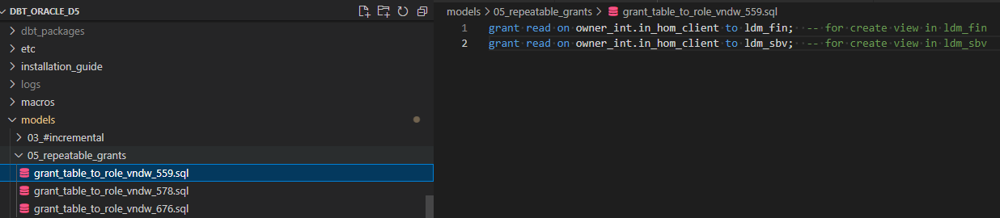 DBT_ORACLE_D5
dbt_packages
etc
installation_guide
logs
macros
models
03_#incremental
05_repeatable_grants
grant_table_to_role_vndw_559.sql
grant_table_to_role_vndw_578.sql
grant_table_to_role_vndw_676.sql
models > 05_repeatable_grants > grant_table_to_role_vndw_559.sql
1 grant read on owner_int.in_hom_client to ldm_fin; -- for create view in ldm_fin
2 grant read on owner_int.in_hom_client to ldm_sbv; -- for create view in ldm_sbv